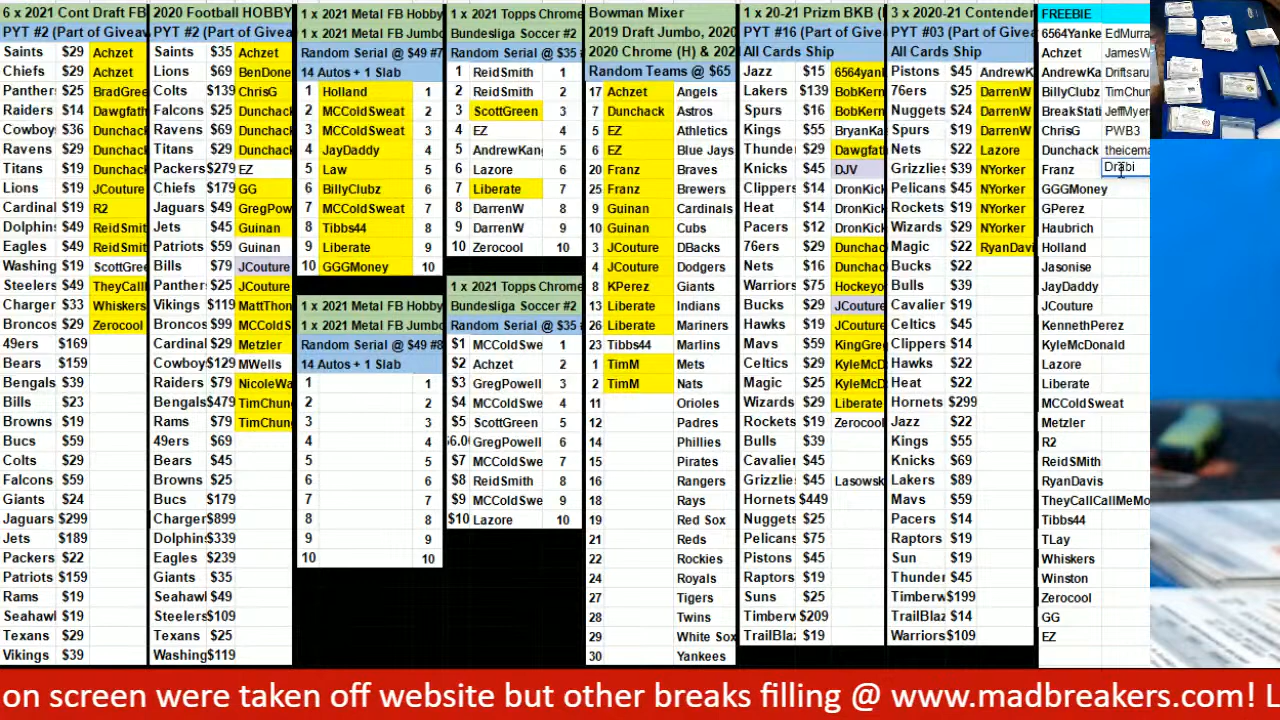 6 x 2021 Cont Draft FB
PYT #2 (Part of Giveav
Saints $29 Achzet
Chiefs $29 Achzet
Panther $25 BradGree
Raiders $14 Dawgfath
Cowboy $36 Dunchack
Ravens $29 Dunchack
Titans $19 Dunchack
Lions $19 JCouture
Cardinal $19 R2
Dolphin $49 ReidSmit
Eagles $49 ReidSmit
Washing $19 ScottGree
Steelers $49 TheyCall
Charger $33 Whiskers
Broncos $29 Zerocool
49ers $169
Bears $159
Bengals $39
Bills $23
Browns $19
Bucs $59
Colts $29
Falcons $59
Giants $24
Jaguars $299
Jets $189
Packers $22
Patriots $159
Rams $19
Seahawl $19
Texans $29
Vikings $39
2020 Football HOBBY
PYT #2 (Part of Givea
Saints $35 Achzet
Lions $69 BenDone
Colts $139 ChrisG
Falcons $25 Dunchack
Ravens $69 Dunchack
Titans $29 Dunchack
Packers $279 EZ
Chiefs $179 GG
Jaguars $49 GregPow
Jets $45 Guinan
Patriots $59 Guinan
Bills $79 JCouture
Panther $25 JCouture
Vikings $119 MattThon
Broncos $99 MCColdS
Cardinal $29 Metzler
Cowboy $129 MWells
Raiders $79 NicoleWa
Bengals $479 TimChun
Rams $79 TimChun
49ers $69
Bears $45
Browns $25
Bucs $179
Charger $899
Dolphin $339
Eagles $239
Giants $35
Seahawl $49
Steelers $109
Texans $25
Washing $119
1 x 2021 Metal FB Hobby
1 x 2021 Metal FB Jumbo
Random Serial @ $49 #7
14 Autos + 1 Slab
1 Holland 1
2 MCColdSweat 2
3 MCColdSweat 3
4 JayDaddy 4
5 Law 5
6 BillyClubz 6
7 MCColdSweat 7
8 Tibbs44 8
9 Liberate 9
10 GGGMoney 10
1 x 2021 Metal FB Hobby
1 x 2021 Metal FB Jumbo
Random Serial @ $49 #8
14 Autos + 1 Slab
1 1
2 2
3 3
4 4
5 5
6 6
7 7
8 8
9 9
10 10
1 x 2021 Topps Chrome
Bundesliga Soccer #2
Random Serial @ $35 #
1 ReidSmith 1
2 ReidSmith 2
3 ScottGreen 3
4 EZ 4
5 AndrewKan 5
6 Lazore 6
7 Liberate 7
8 DarrenW 8
9 DarrenW 9
10 Zerocool 10
1 x 2021 Topps Chrome
Bundesliga Soccer #2
Random Serial @ $35 #
$1 MCColdSwe 1
$2 Achzet 2
$3 GregPowell 3
$4 MCColdSwe 4
$5 ScottGreen 5
$6.0 GregPowell 6
$7 MCColdSwe 7
$8 ReidSmith 8
$9 MCColdSwe 9
$10 Lazore 10
Bowman Mixer
2019 Draft Jumbo, 2020
2020 Chrome (H) & 202
Random Teams @ $65
17 Achzet Angels
7 Dunchack Astros
5 EZ Athletics
6 EZ Blue Jays
20 Franz Braves
25 Franz Brewers
9 Guinan Cardinals
10 Guinan Cubs
3 JCouture DBacks
4 JCouture Dodgers
8 KPerez Giants
13 Liberate Indians
26 Liberate Mariners
23 Tibbs44 Marlins
1 TimM Mets
2 TimM Nats
11 Orioles
12 Padres
14 Phillies
15 Pirates
16 Rangers
18 Rays
19 Red Sox
21 Reds
22 Rockies
24 Royals
27 Tigers
28 Twins
29 White Sox
30 Yankees
1 x 20-21 Prizm BKB (
PYT #16 (Part of Give
All Cards Ship
Jazz $15 6564yan
Lakers $139 BobKern
Spurs $16 BobKern
Kings $55 BryanKa
Thunder $29 Dawgfath
Knicks $45 DJV
Clippers $14 DronKick
Heat $14 DronKick
Pacers $12 DronKick
76ers $29 Dunchac
Nets $16 Dunchac
Warriors $75 Hockeyo
Bucks $29 JCouture
Hawks $19 JCouture
Mavs $59 KingGre
Celtics $29 KyleMcD
Magic $25 KyleMcD
Wizards $29 Liberate
Rockets $19 Zerocool
Bulls $39
Cavalier $45
Grizzlie $45 Lasowsk
Hornets $449
Nuggets $25
Pelicans $75
Pistons $45
Raptors $19
Suns $25
Timberw $209
TrailBlaz $19
3 x 2020-21 Contender
PYT #03 (Part of Givea
All Cards Ship
Pistons $45 AndrewK
76ers $25 DarrenW
Nuggets $24 DarrenW
Spurs $19 DarrenW
Nets $22 Lazore
Grizzlies $39 NYorker
Pelicans $45 NYorker
Rockets $19 NYorker
Wizards $29 NYorker
Magic $22 RyanDavi
Bucks $22
Bulls $39
Cavalier $19
Celtics $45
Clippers $14
Hawks $22
Heat $22
Hornets $299
Jazz $22
Kings $55
Knicks $69
Lakers $89
Mavs $59
Pacers $14
Raptors $19
Sun $19
Thunder $45
Timberw $199
TrailBlaz $14
Warriors $109
FREEBIE
6564Yanke EdMurra
Achzet JamesW
AndrewKa Driftsaru
BillyClubz TimChun
BreakStati JeffMyer
ChrisG PWB3
Dunchack theicema
Franz Drabi
GGGMoney
GPerez
Haubrich
Holland
Jasonise
JayDaddy
JCouture
KennethPerez
KyleMcDonald
Lazore
Liberate
MCColdSweat
Metzler
R2
ReidSMith
RyanDavis
TheyCallCallMeMo
Tibbs44
TLay
Whiskers
Winston
Zerocool
GG
EZ
on screen were taken off website but other breaks filling @ www.madbreakers.com! L